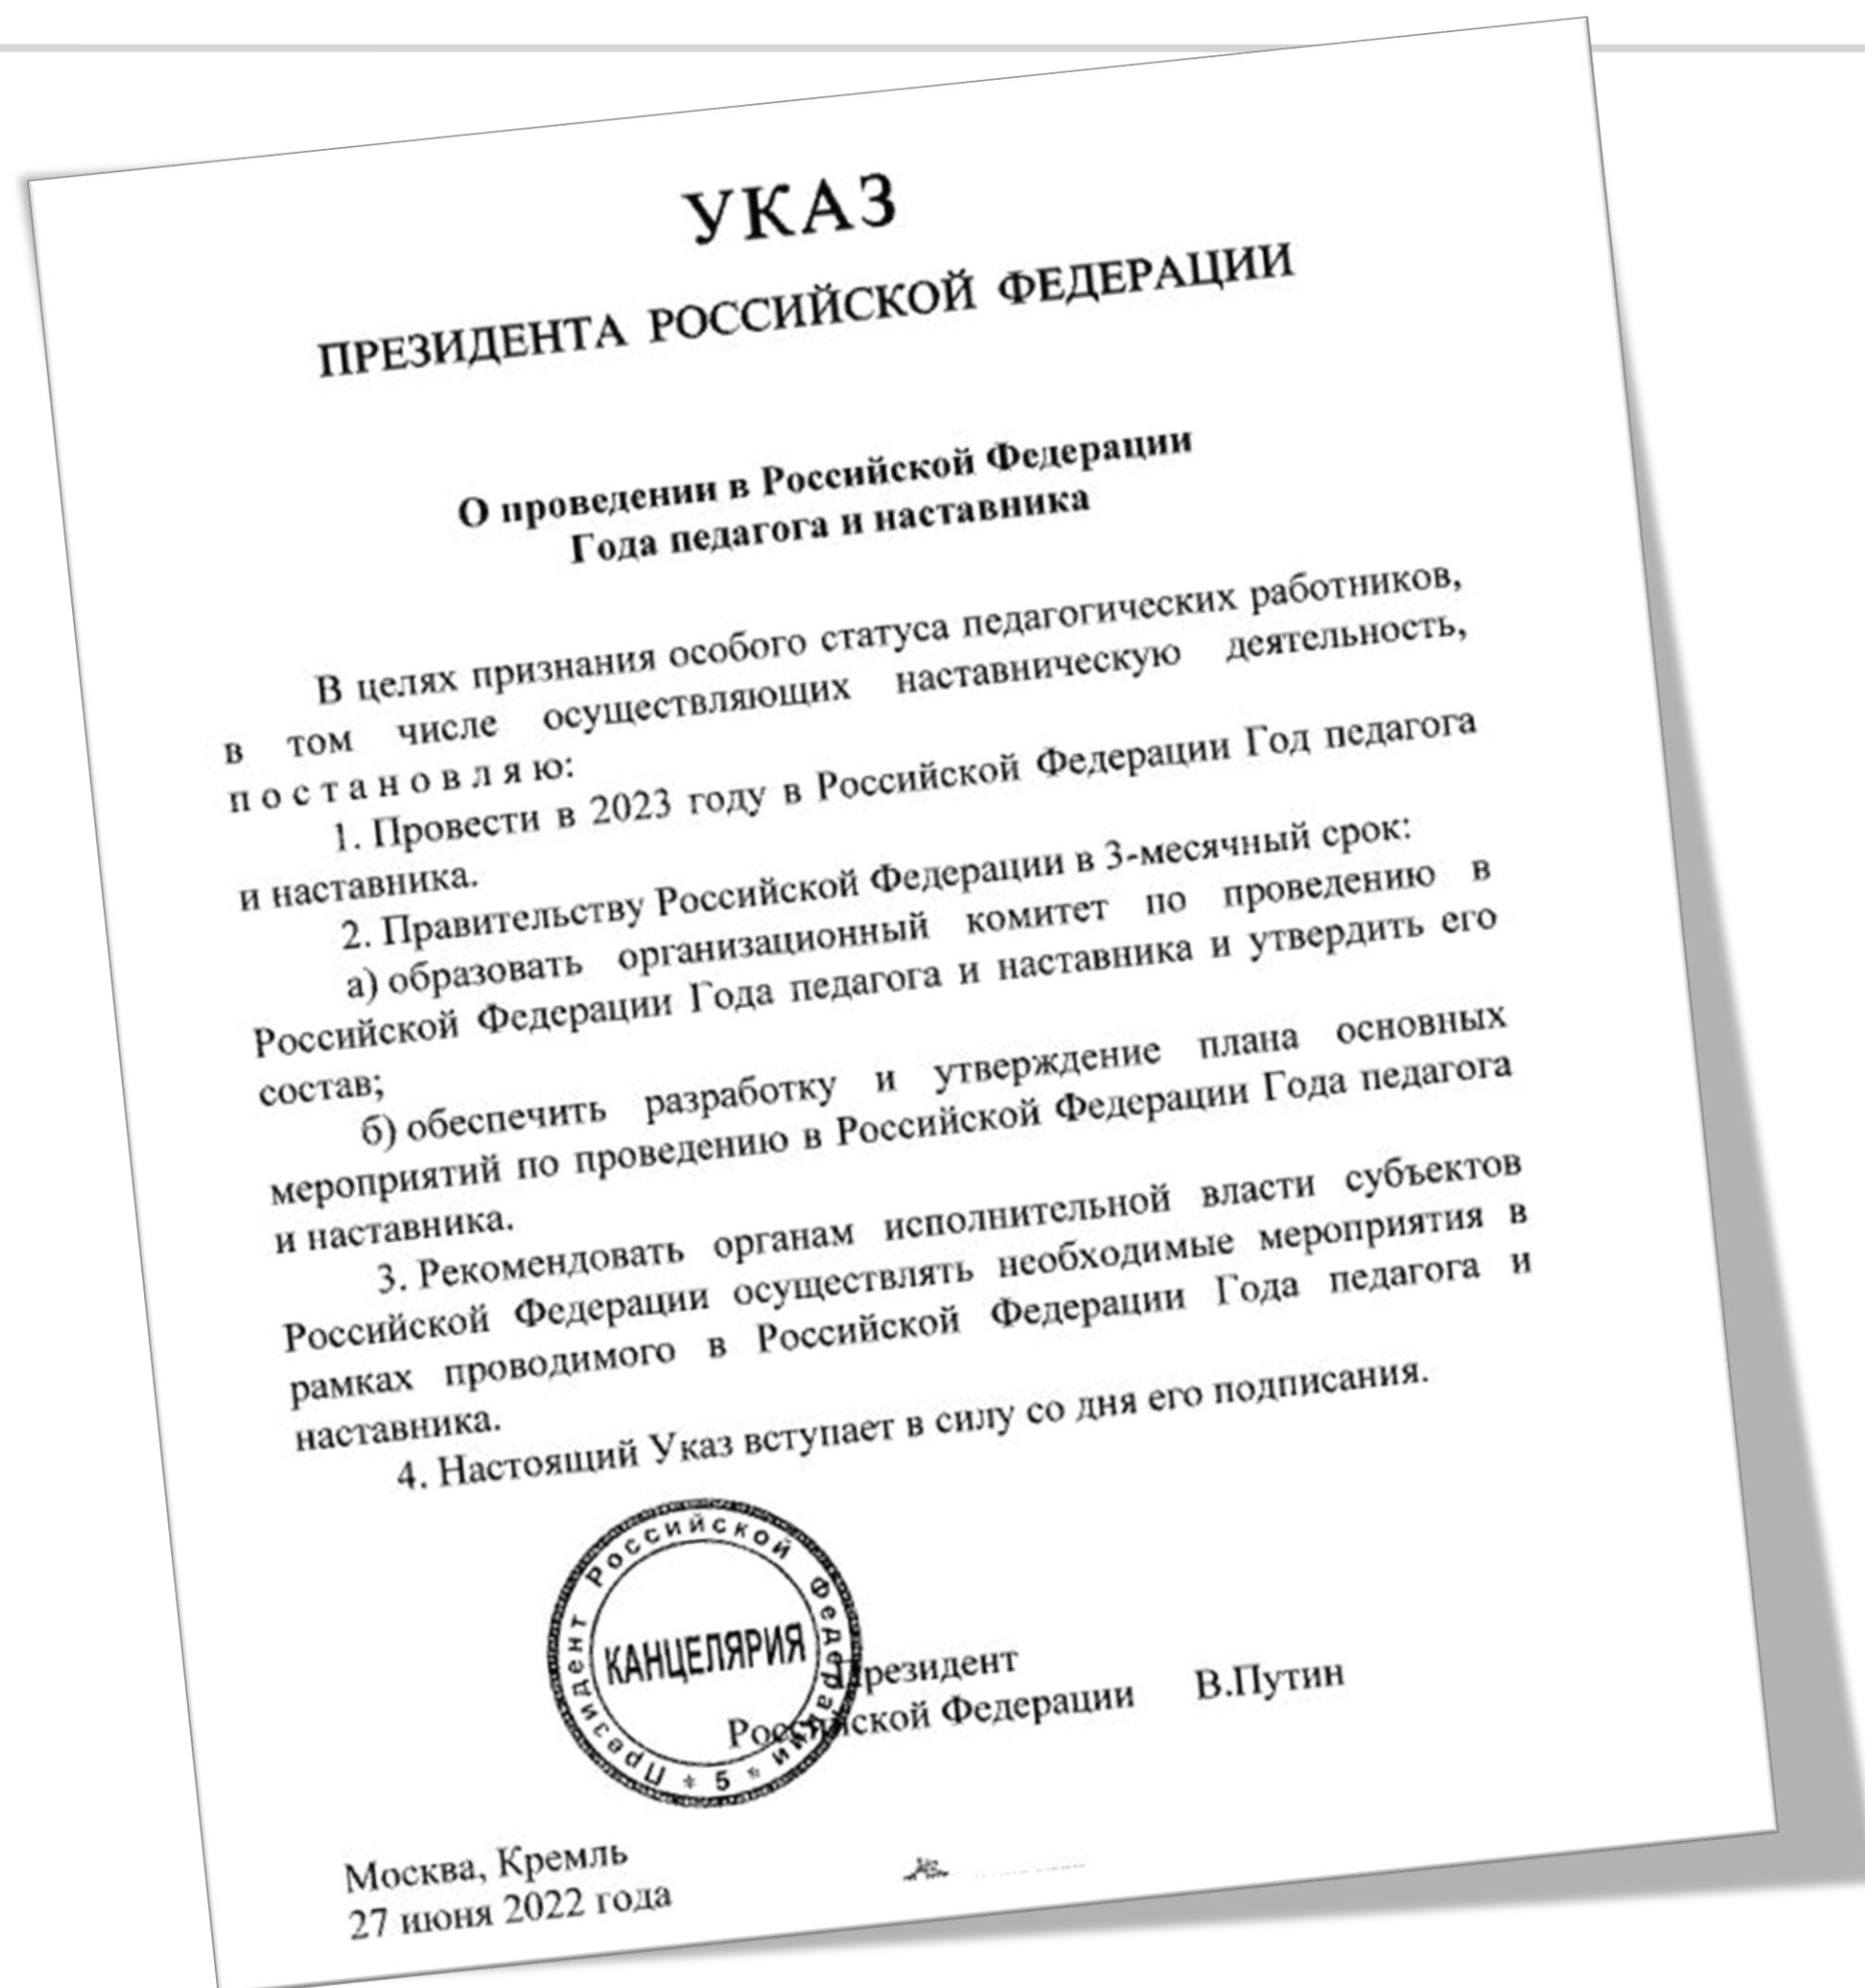 УКАЗ
ПРЕЗИДЕНТА РОССИЙСКОЙ ФЕДЕРАЦИИ
О проведении в Российской Федерации
Года педагога и наставника
В целях признания особого статуса педагогических работников,
в том числе осуществляющих наставническую деятельность,
п о с т а н о в л я ю:
1. Провести в 2023 году в Российской Федерации Год педагога
и наставника.
2. Правительству Российской Федерации в 3-месячный срок:
а) образовать организационный комитет по проведению в
Российской Федерации Года педагога и наставника и утвердить его
состав;
б) обеспечить разработку и утверждение плана основных
мероприятий по проведению в Российской Федерации Года педагога
и наставника.
3. Рекомендовать органам исполнительной власти субъектов
Российской Федерации осуществлять необходимые мероприятия в
рамках проводимого в Российской Федерации Года педагога и
наставника.
4. Настоящий Указ вступает в силу со дня его подписания.
Президент Российской Федерации * 5 *
КАНЦЕЛЯРИЯ
Президент
Российской Федерации В.Путин
Москва, Кремль
27 июня 2022 года